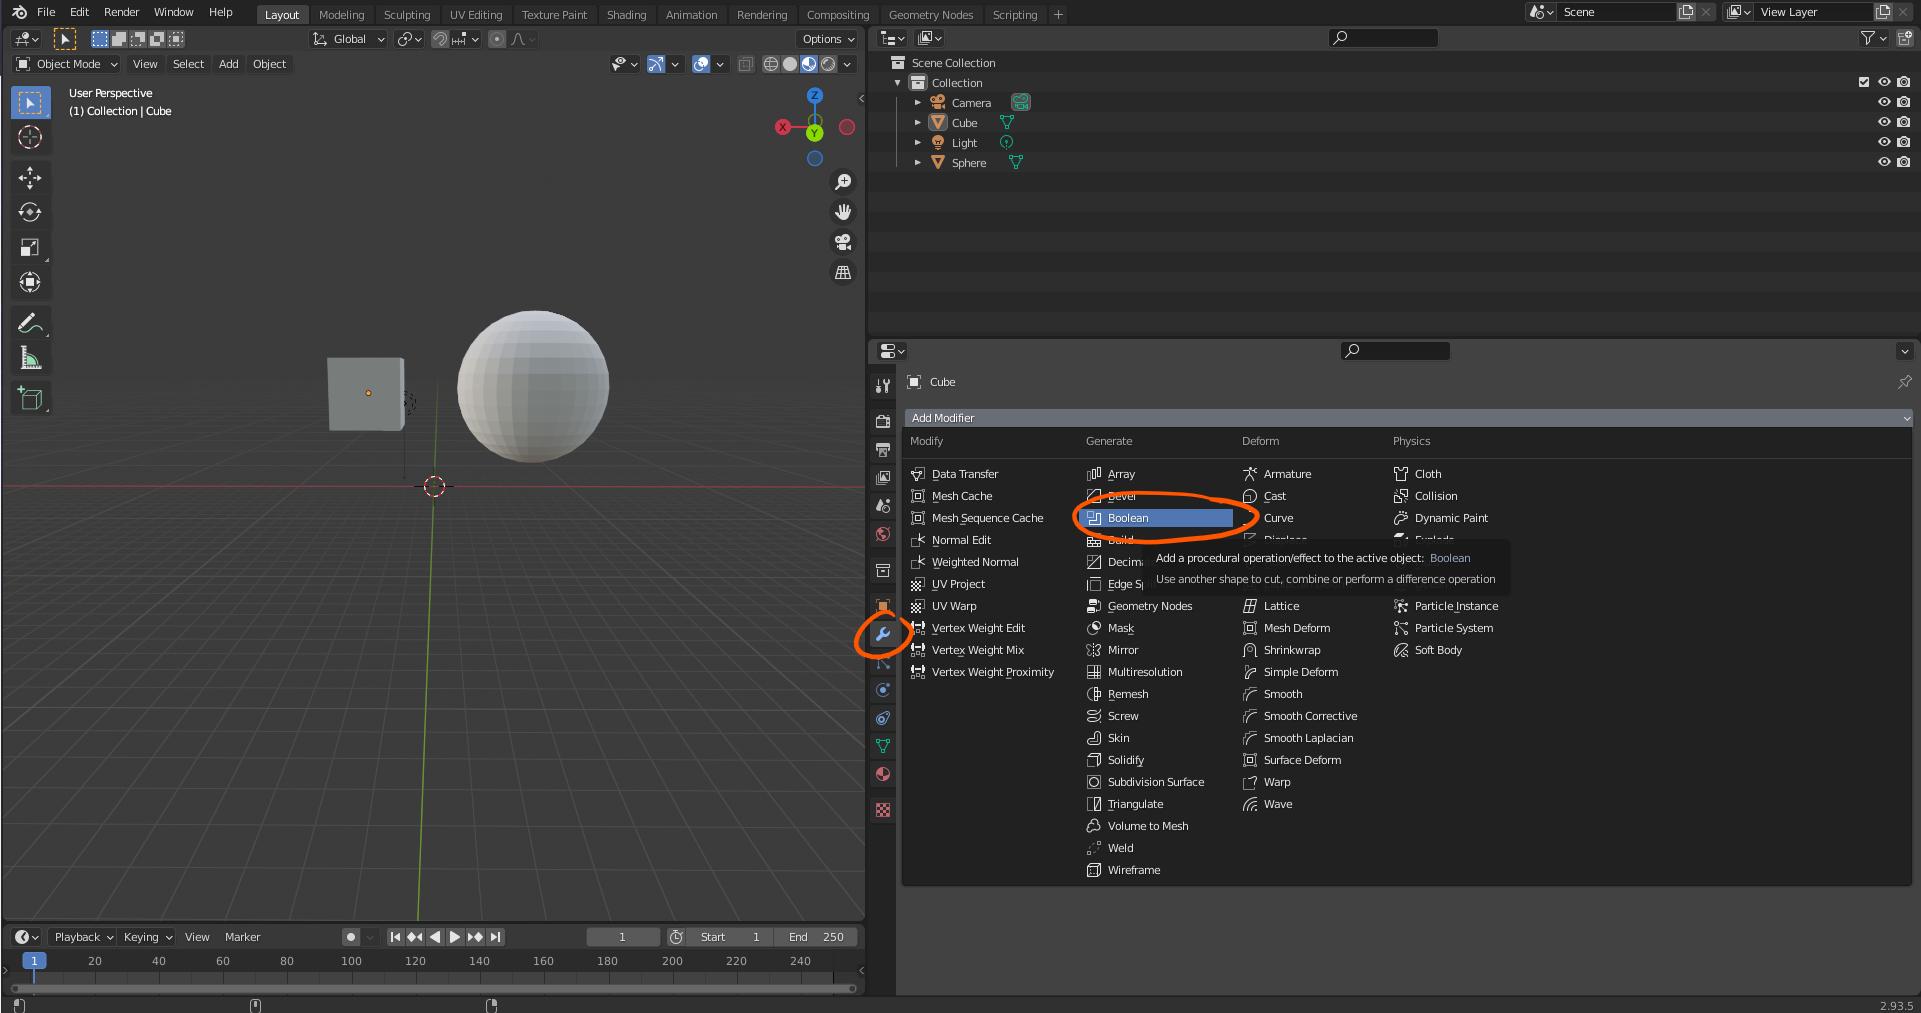 File Edit Render Window Help Layout Modeling Sculpting UV Editing Texture Paint Shading Animation Rendering Compositing Geometry Nodes Scripting + Scene View Layer
Global Options
Object Mode View Select Add Object
User Perspective
(1) Collection | Cube
Z
X
Y
Scene Collection
Collection
Camera
Cube
Light
Sphere
Cube
Add Modifier
Modify Generate Deform Physics
Data Transfer Array Armature Cloth
Mesh Cache Bevel Cast Collision
Mesh Sequence Cache Boolean Curve Dynamic Paint
Normal Edit Build Displace Explode
Weighted Normal Decim
Add a procedural operation/effect to the active object: Boolean
UV Project Edge Sp
Use another shape to cut, combine or perform a difference operation
UV Warp Geometry Nodes Lattice Particle Instance
Vertex Weight Edit Mask Mesh Deform Particle System
Vertex Weight Mix Mirror Shrinkwrap Soft Body
Vertex Weight Proximity Multiresolution Simple Deform
Remesh Smooth
Screw Smooth Corrective
Skin Smooth Laplacian
Solidify Surface Deform
Subdivision Surface Warp
Triangulate Wave
Volume to Mesh
Weld
Wireframe
Playback Keying View Marker 1 Start 1 End 250
1 20 40 60 80 100 120 140 160 180 200 220 240
2.93.5